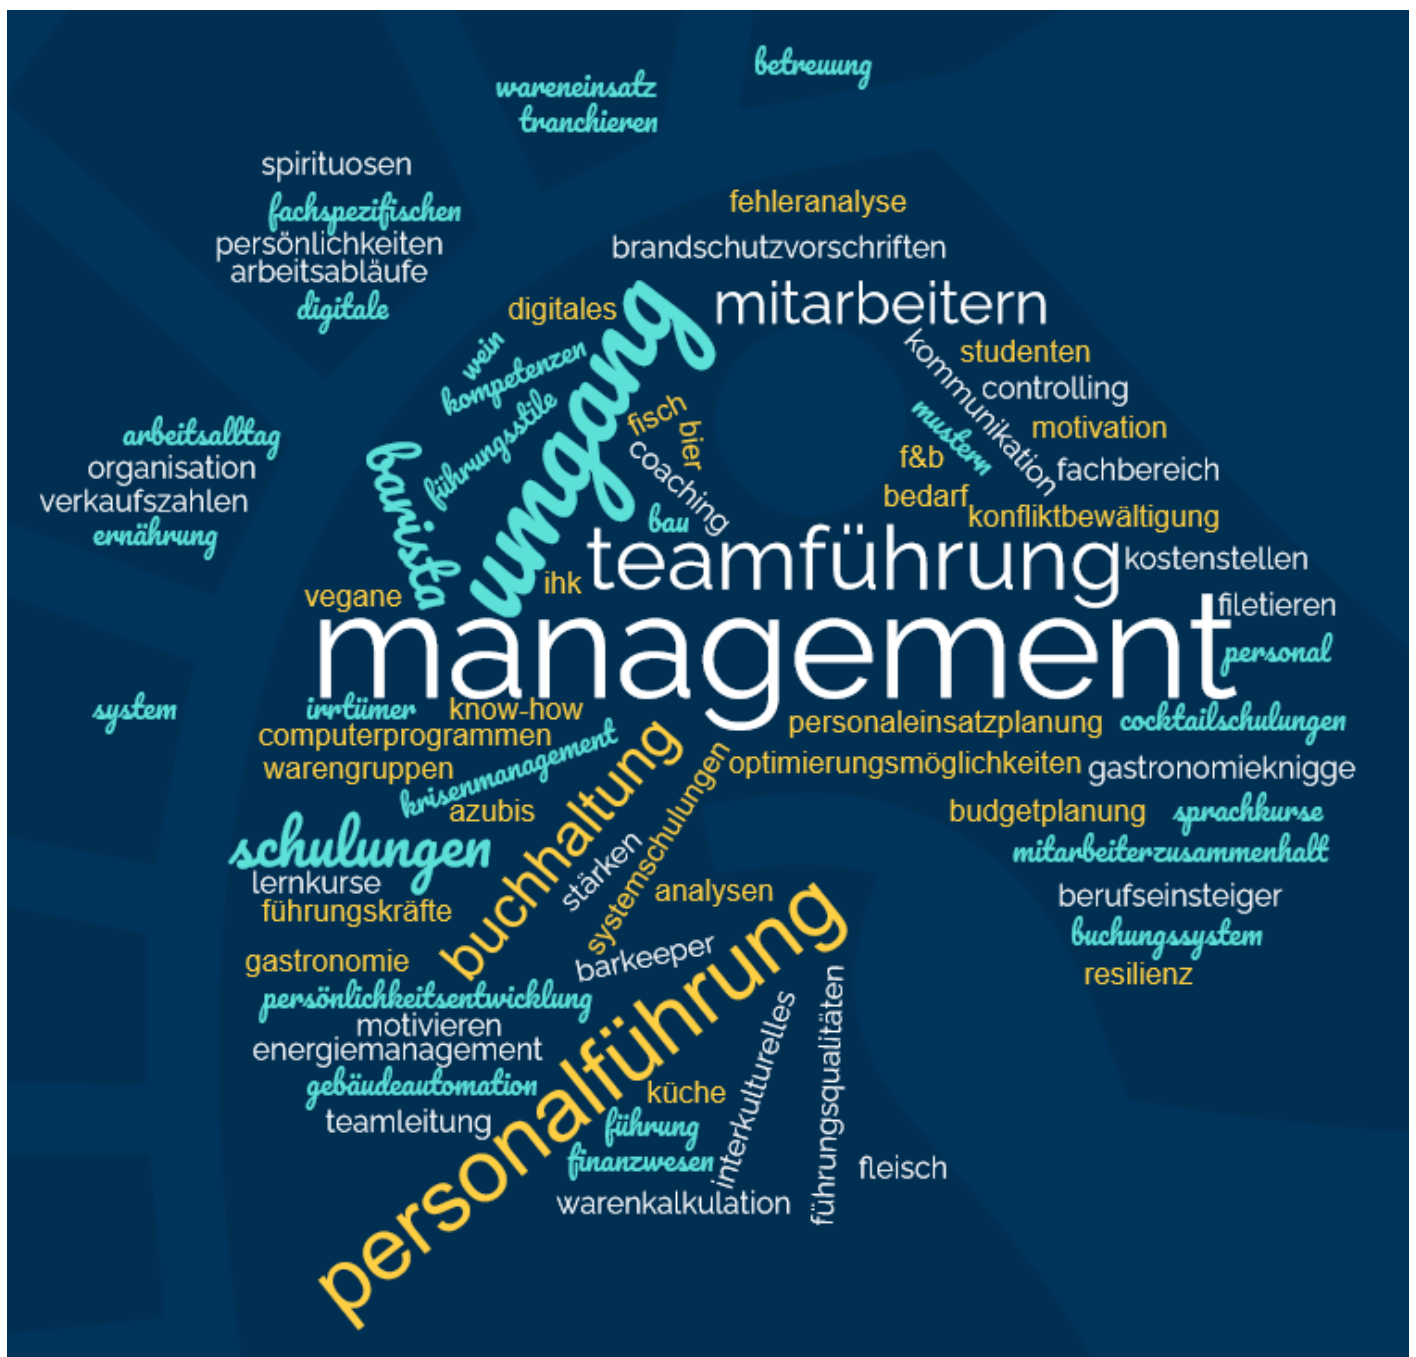 betreuung
wareneinsatz
tranchieren
spirituosen
fachspezifischen
persönlichkeiten
arbeitsabläufe
digitale
fehleranalyse
brandschutzvorschriften
digitales
umgang
mitarbeitern
wein
kompetenzen
führungsstile
barista
fisch
bier
coaching
bau
kommunikation
studenten
controlling
mustern
motivation
f&b
fachbereich
bedarf
konfliktbewältigung
arbeitsalltag
organisation
verkaufszahlen
ernährung
vegane
ihk
teamführung
kostenstellen
management
filetieren
personal
system
irrtümer
know-how
computerprogrammen
warengruppen
krisenmanagement
azubis
personaleinsatzplanung
cocktailschulungen
optimierungsmöglichkeiten
gastronomieknigge
budgetplanung
sprachkurse
mitarbeiterzusammenhalt
berufseinsteiger
buchungssystem
resilienz
schulungen
lernkurse
führungskräfte
buchhaltung
stärken
systemschulungen
analysen
barkeeper
gastronomie
persönlichkeitsentwicklung
motivieren
energiemanagement
gebäudeautomation
teamleitung
personalführung
küche
führung
finanzwesen
warenkalkulation
interkulturelles
führungsqualitäten
fleisch